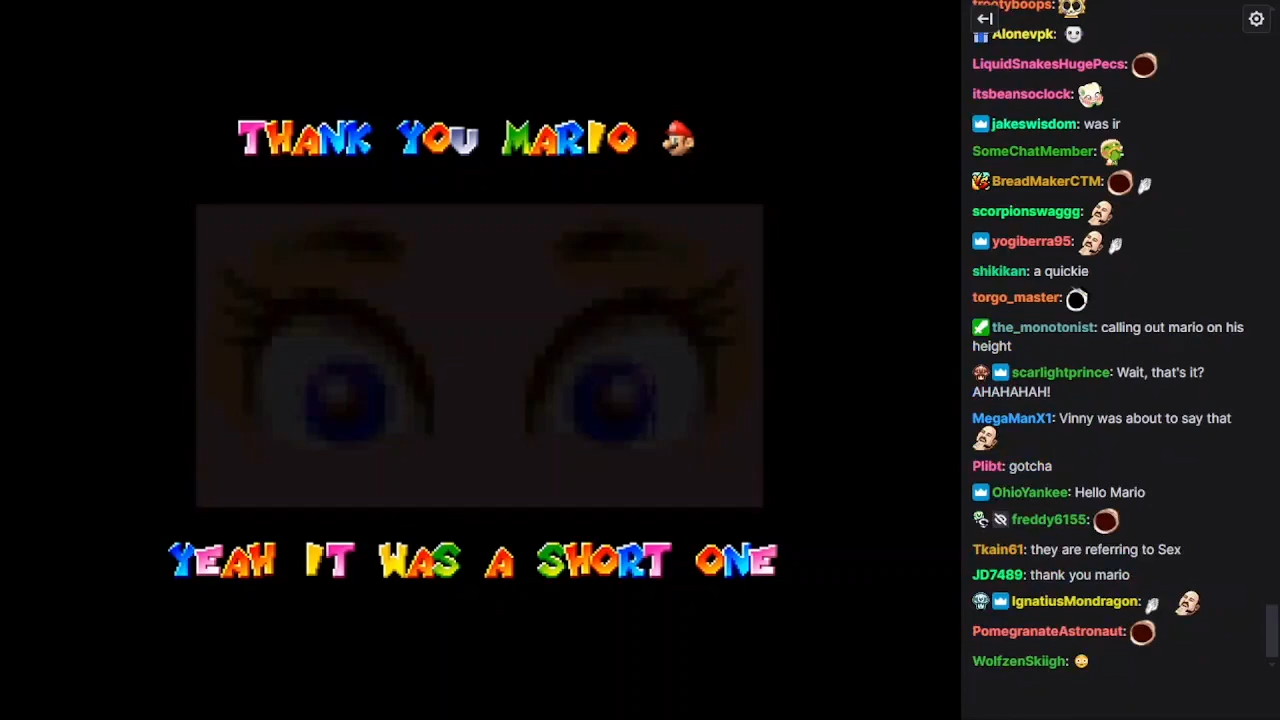 THANK YOU MARIO
YEAH IT WAS A SHORT ONE
frootyboops:
Alonevpk:
LiquidSnakesHugePecs:
itsbeansoclock:
jakeswisdom: was ir
SomeChatMember:
BreadMakerCTM:
scorpionswaggg:
yogiberra95:
shikikan: a quickie
torgo_master:
the_monotonist: calling out mario on his
height
scarlightprince: Wait, that's it?
AHAHAHAH!
MegaManX1: Vinny was about to say that
Plibt: gotcha
OhioYankee: Hello Mario
freddy6155:
Tkain61: they are referring to Sex
JD7489: thank you mario
IgnatiusMondragon:
PomegranateAstronaut:
WolfzenSkiigh: